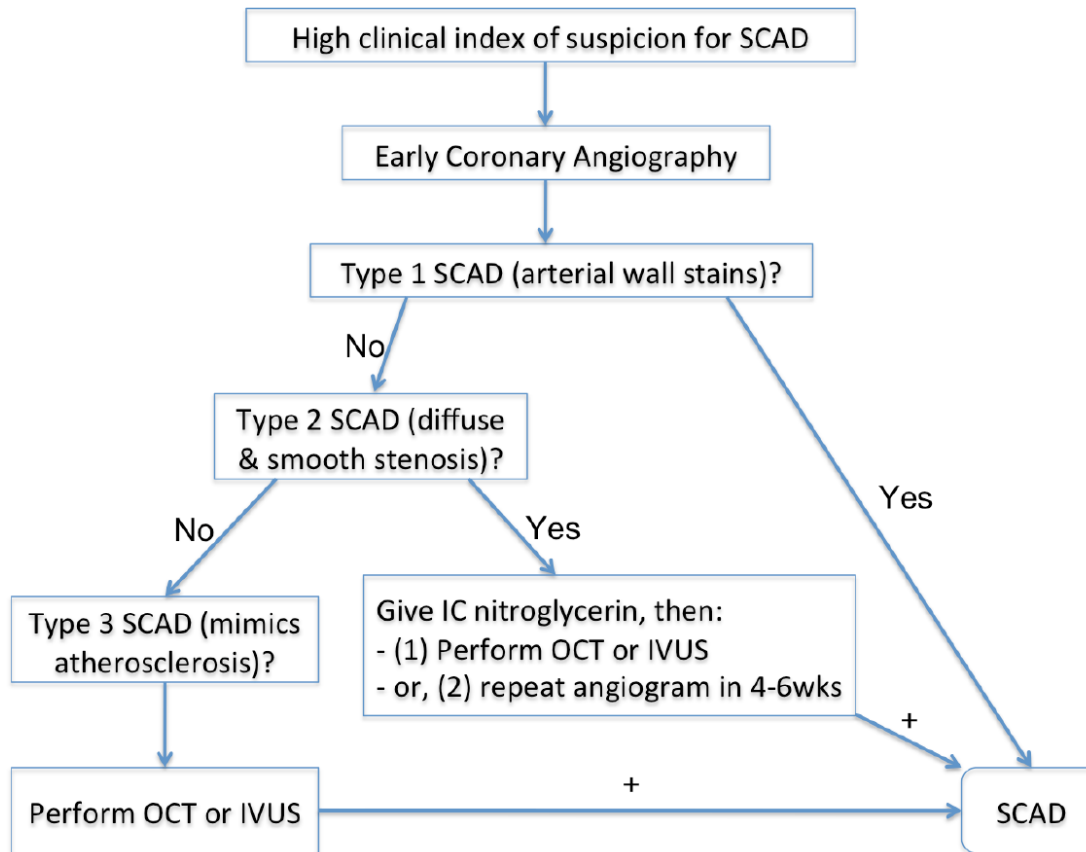 High clinical index of suspicion for SCAD
Early Coronary Angiography
Type 1 SCAD (arterial wall stains)?
No
Yes
Type 2 SCAD (diffuse
& smooth stenosis)?
No
Yes
Type 3 SCAD (mimics
atherosclerosis)?
Give IC nitroglycerin, then:
- (1) Perform OCT or IVUS
- or, (2) repeat angiogram in 4-6wks
+
Perform OCT or IVUS
+
SCAD